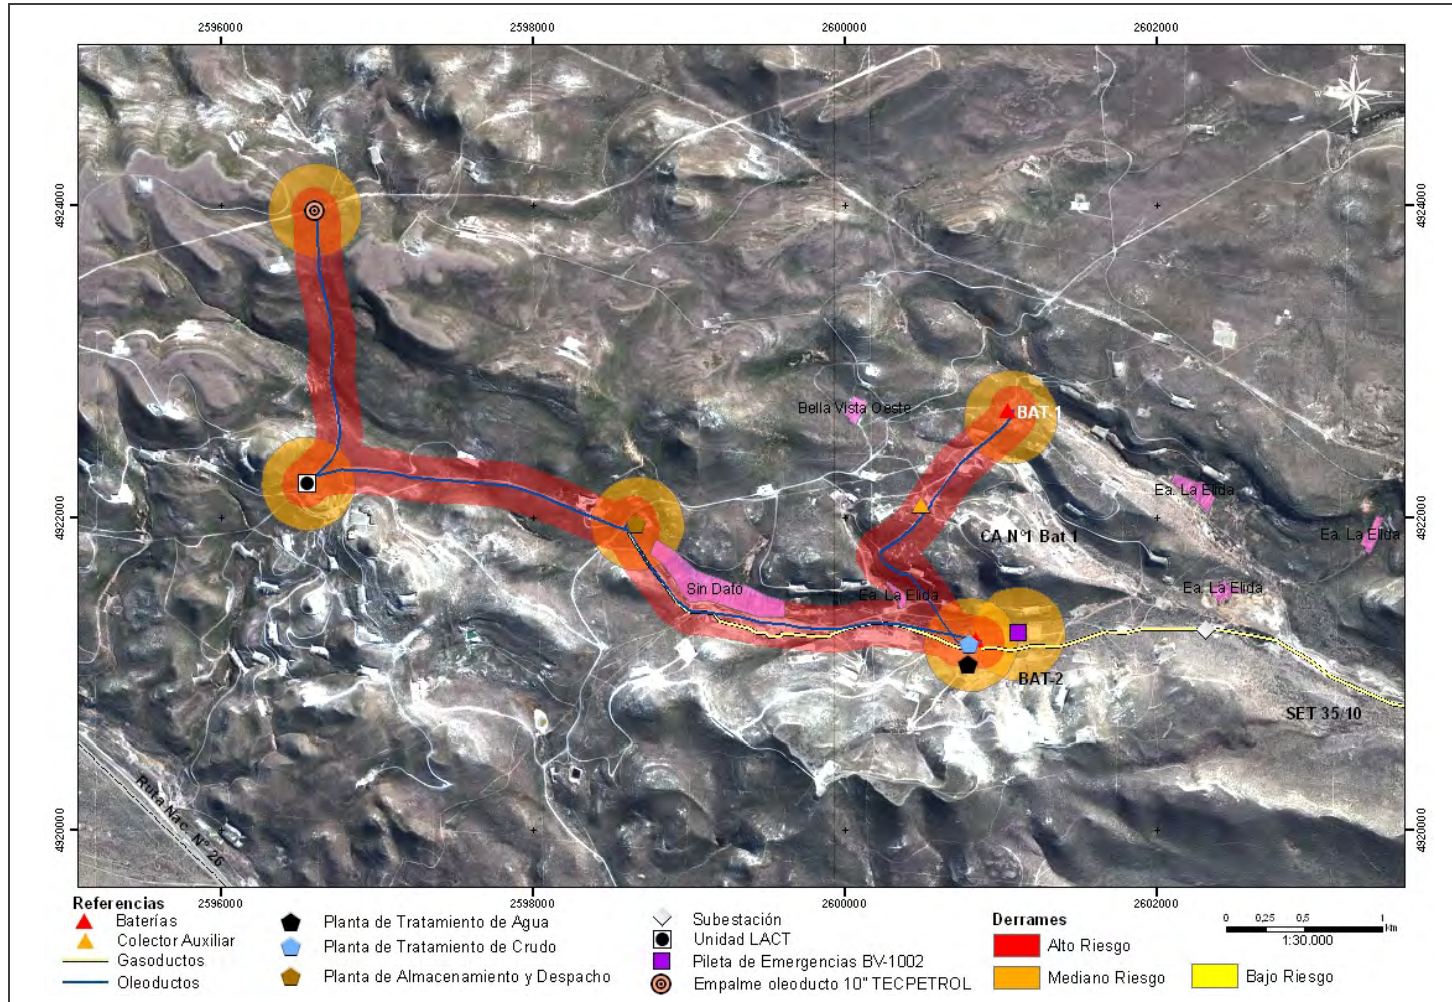 2596000 2598000 2600000 2602000
N
W E
S
4924000 4924000
Bella Vista Oeste
BAT-1
Ea. La Elida
4922000 4922000
CA Nº1 Bat 1
Ea. La Elida
Sin Dato
Ea. La Elida
Ea. La Elida
BAT-2
SET 35/10
Ruta Nac. Nº 26
4920000 4920000
2596000 2598000 2600000 2602000
Referencias
Baterías
Colector Auxiliar
Gasoductos
Oleoductos
Planta de Tratamiento de Agua
Planta de Tratamiento de Crudo
Planta de Almacenamiento y Despacho
Subestación
Unidad LACT
Pileta de Emergencias BV-1002
Empalme oleoducto 10" TECPETROL
Derrames
Alto Riesgo
Mediano Riesgo
Bajo Riesgo
0 0,25 0,5 1
Km
1:30.000